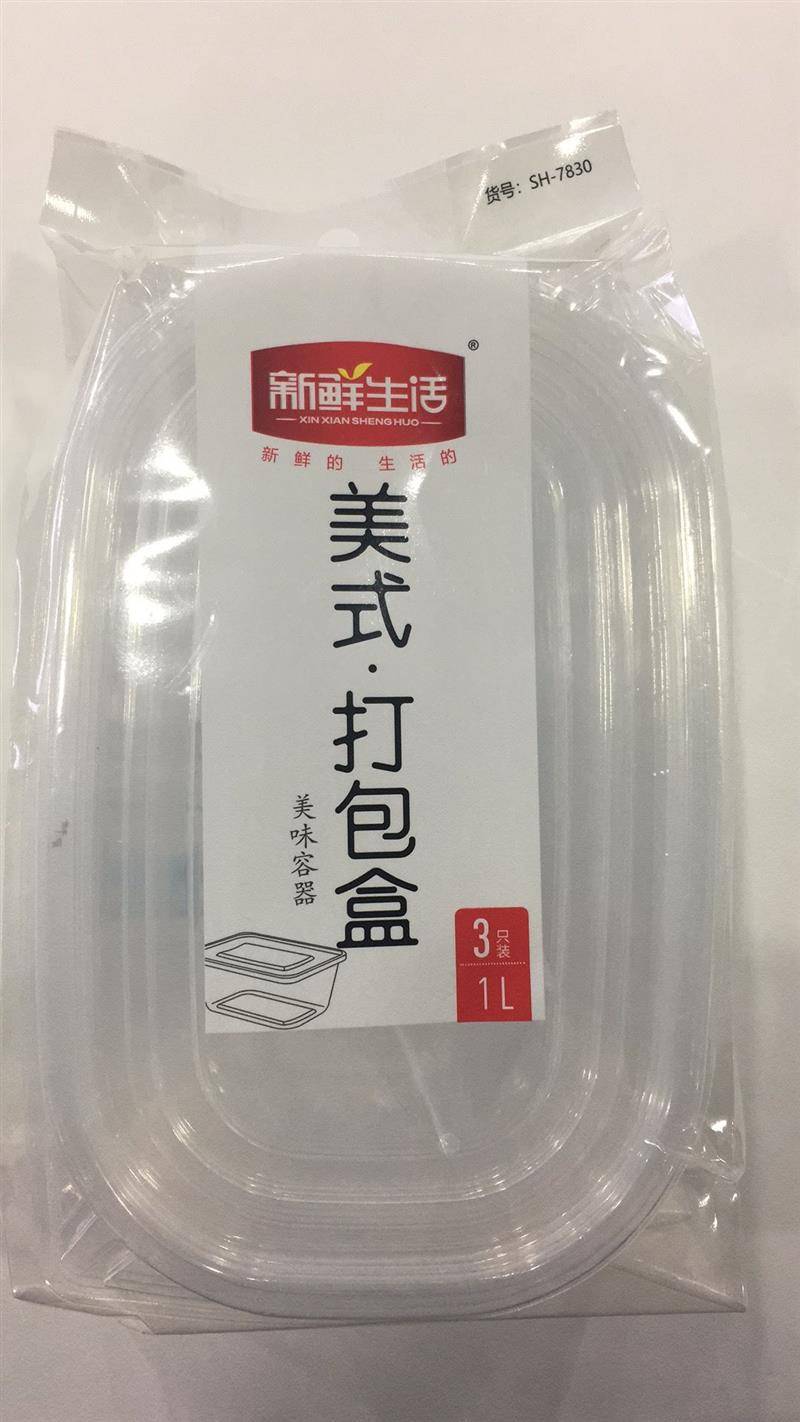 货号：SH-7830
新鲜生活®
XIN XIAN SHENG HUO
新鲜的 生活的
美式·打包盒
美味容器
3只装
1L